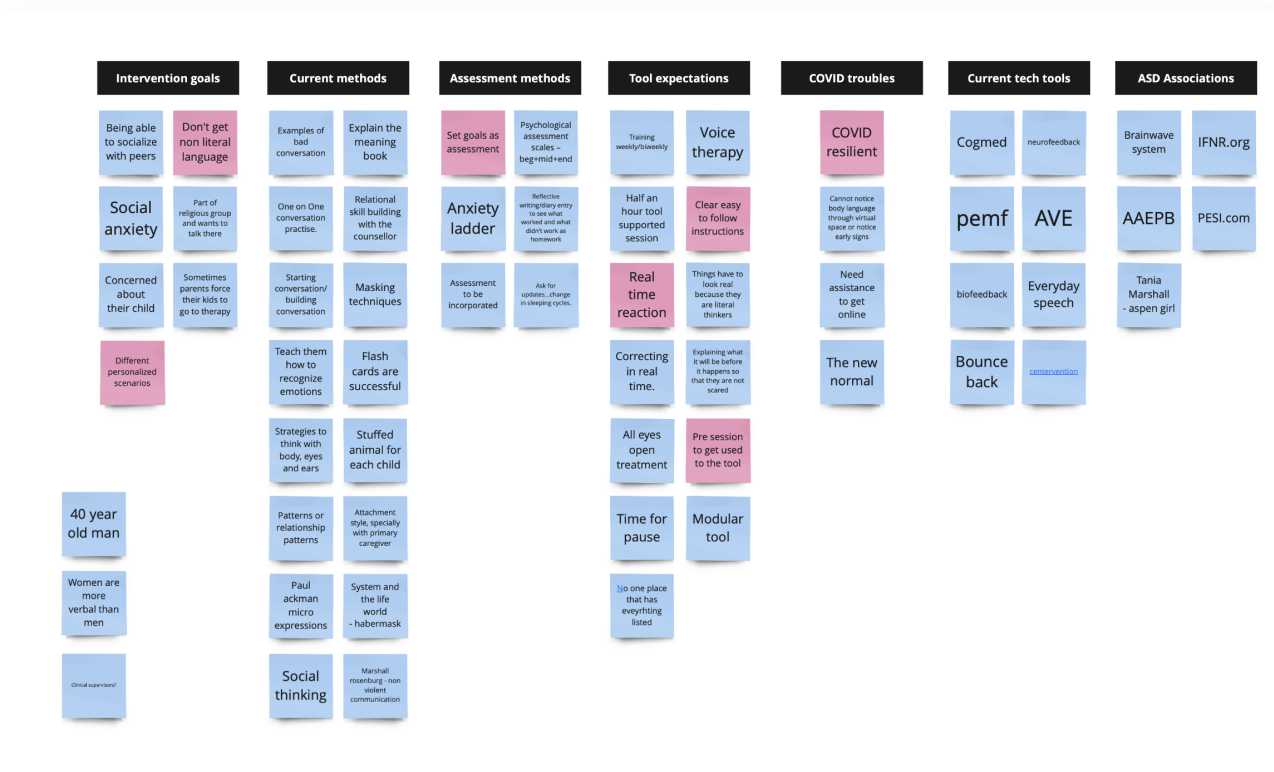 Intervention goals
Being able
to socialize
with peers
Don't get
non literal
language
Social
anxiety
Part of
religious group
and wants to
talk there
Concerned
about
their child
Sometimes
parents force
their kids to
go to therapy
Different
personalized
scenarios
40 year
old man
Women are
more
verbal than
men
Clinical supervisors?
Current methods
Examples of
bad
conversation
Explain the
meaning
book
One on One
conversation
practise.
Relational
skill building
with the
counsellor
Starting
conversation/
building
conversation
Masking
techniques
Teach them
how to
recognize
emotions
Flash
cards are
successful
Strategies to
think with
body, eyes
and ears
Stuffed
animal for
each child
Patterns or
relationship
patterns
Attachment
style, specially
with primary
caregiver
Paul
ackman
micro
expressions
System and
the life
world
- habermask
Social
thinking
Marshall
rosenburg - non
violent
communication
Assessment methods
Set goals as
assessment
Psychological
assessment
scales –
beg+mid+end
Anxiety
ladder
Reflective
writing/diary entry
to see what
worked and what
didn't work as
homework
Assessment
to be
incorporated
Ask for
updates...change
in sleeping cycles.
Tool expectations
Training
weekly/biweekly
Voice
therapy
Half an
hour tool
supported
session
Clear easy
to follow
instructions
Real
time
reaction
Things have to
look real
because they
are literal
thinkers
Correcting
in real
time.
Explaining what
it will be before
it happens so
that they are not
scared
All eyes
open
treatment
Pre session
to get used
to the tool
Time for
pause
Modular
tool
No one place
that has
eveyrhting
listed
COVID troubles
COVID
resilient
Cannot notice
body language
through virtual
space or notice
early signs
Need
assistance
to get
online
The new
normal
Current tech tools
Cogmed
neurofeedback
pemf
AVE
biofeedback
Everyday
speech
Bounce
back
centervention
ASD Associations
Brainwave
system
IFNR.org
AAEPB
PESI.com
Tania
Marshall
- aspen girl